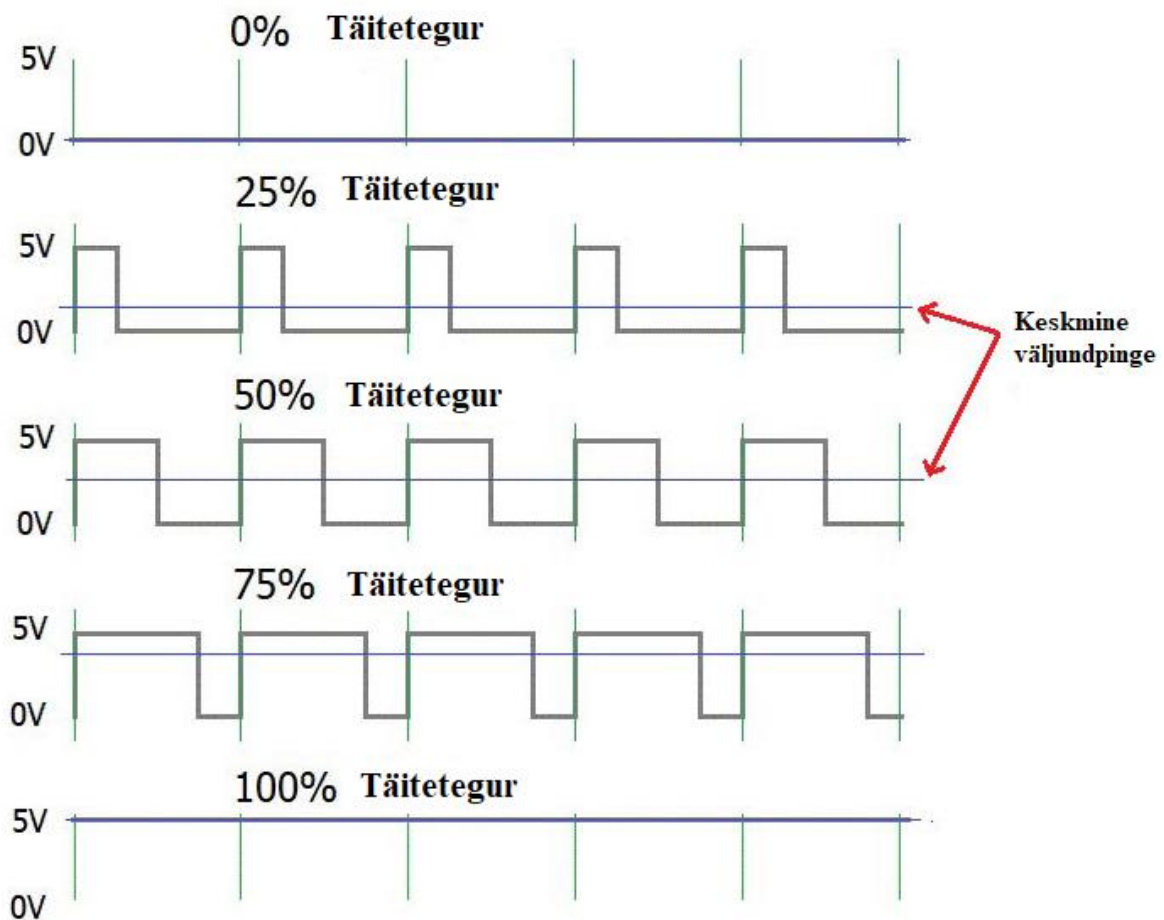 0% Täitetegur
5V
0V
25% Täitetegur
5V
0V
Keskmine
väljundpinge
50% Täitetegur
5V
0V
75% Täitetegur
5V
0V
100% Täitetegur
5V
0V